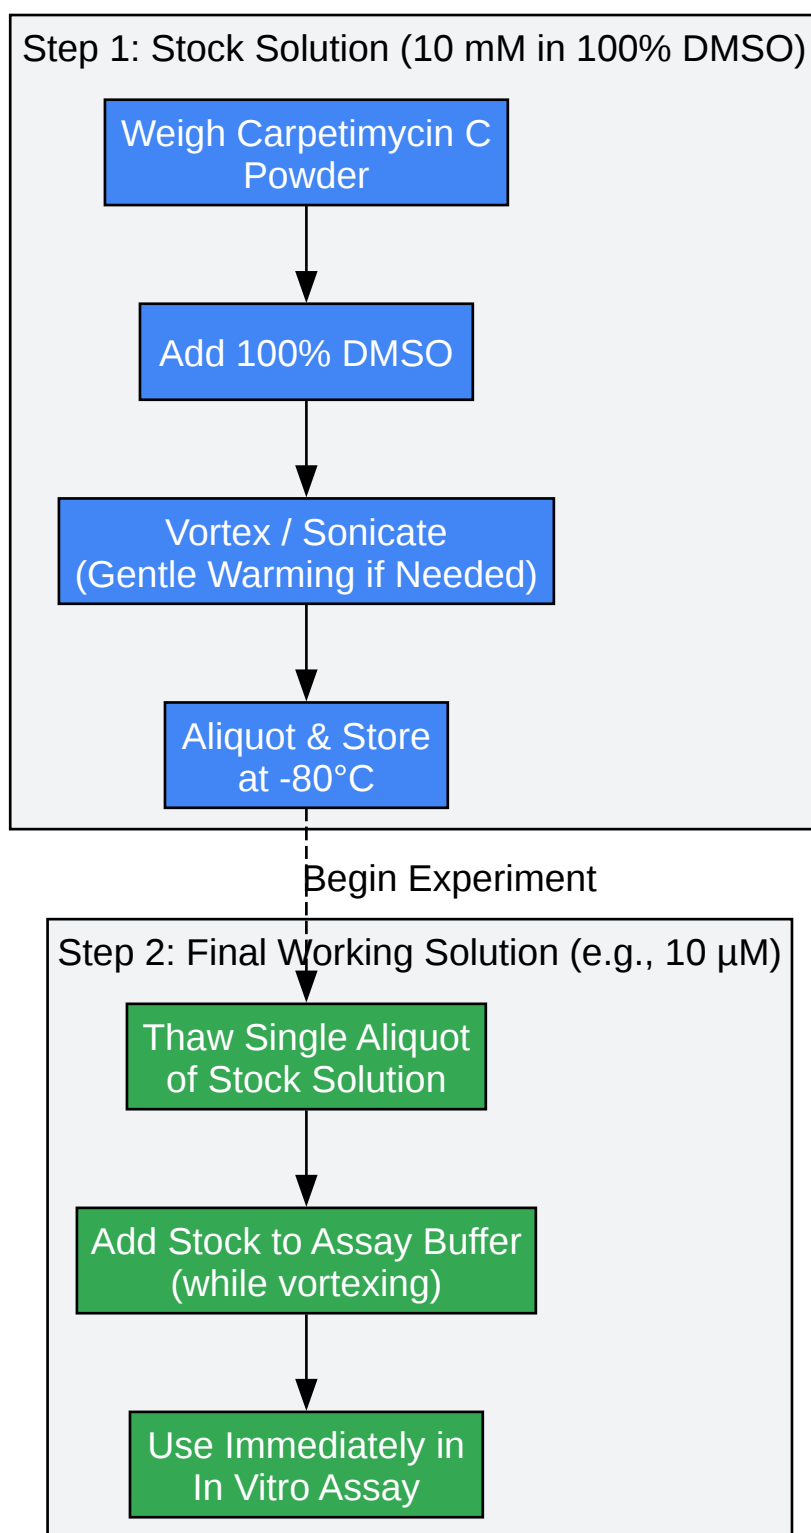 Step 1: Stock Solution (10 mM in 100% DMSO)
Weigh Carpetimycin C
Powder
Add 100% DMSO
Vortex / Sonicate
(Gentle Warming if Needed)
Aliquot & Store
at -80°C
Begin Experiment
Step 2: Final Working Solution (e.g., 10 µM)
Thaw Single Aliquot
of Stock Solution
Add Stock to Assay Buffer
(while vortexing)
Use Immediately in
In Vitro Assay